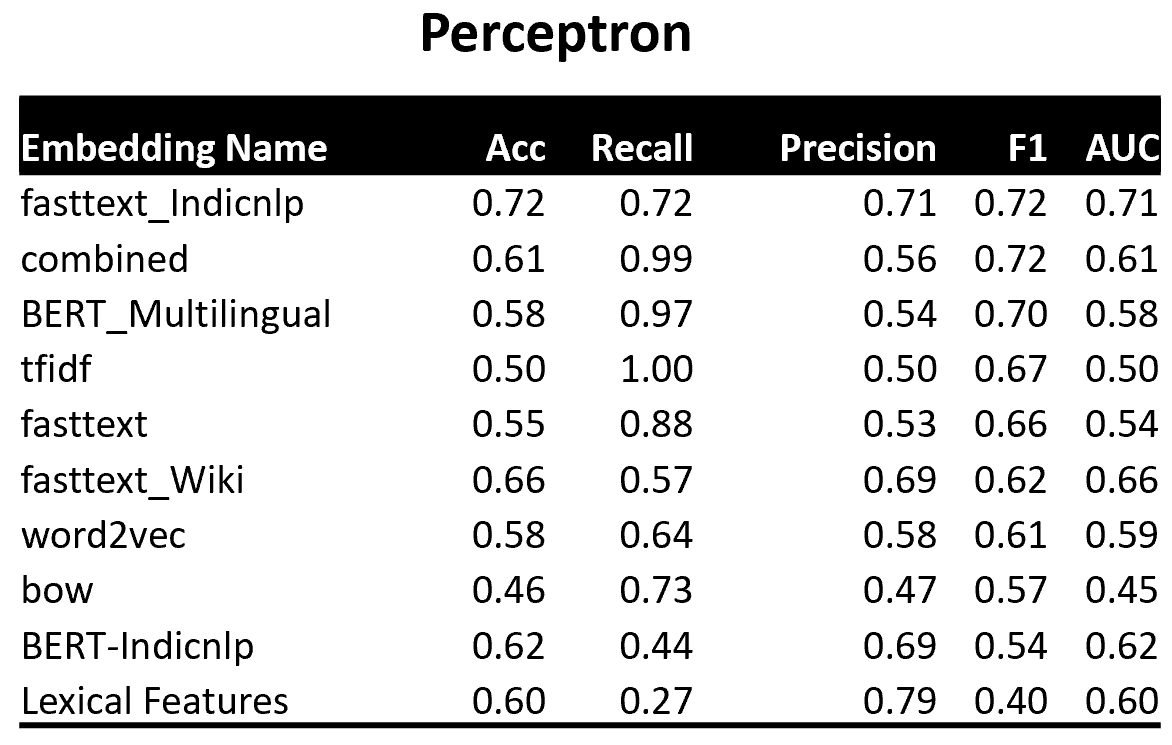 Perceptron
Embedding Name Acc Recall Precision F1 AUC
fasttext_Indicnlp 0.72 0.72 0.71 0.72 0.71
combined 0.61 0.99 0.56 0.72 0.61
BERT_Multilingual 0.58 0.97 0.54 0.70 0.58
tfidf 0.50 1.00 0.50 0.67 0.50
fasttext 0.55 0.88 0.53 0.66 0.54
fasttext_Wiki 0.66 0.57 0.69 0.62 0.66
word2vec 0.58 0.64 0.58 0.61 0.59
bow 0.46 0.73 0.47 0.57 0.45
BERT-Indicnlp 0.62 0.44 0.69 0.54 0.62
Lexical Features 0.60 0.27 0.79 0.40 0.60